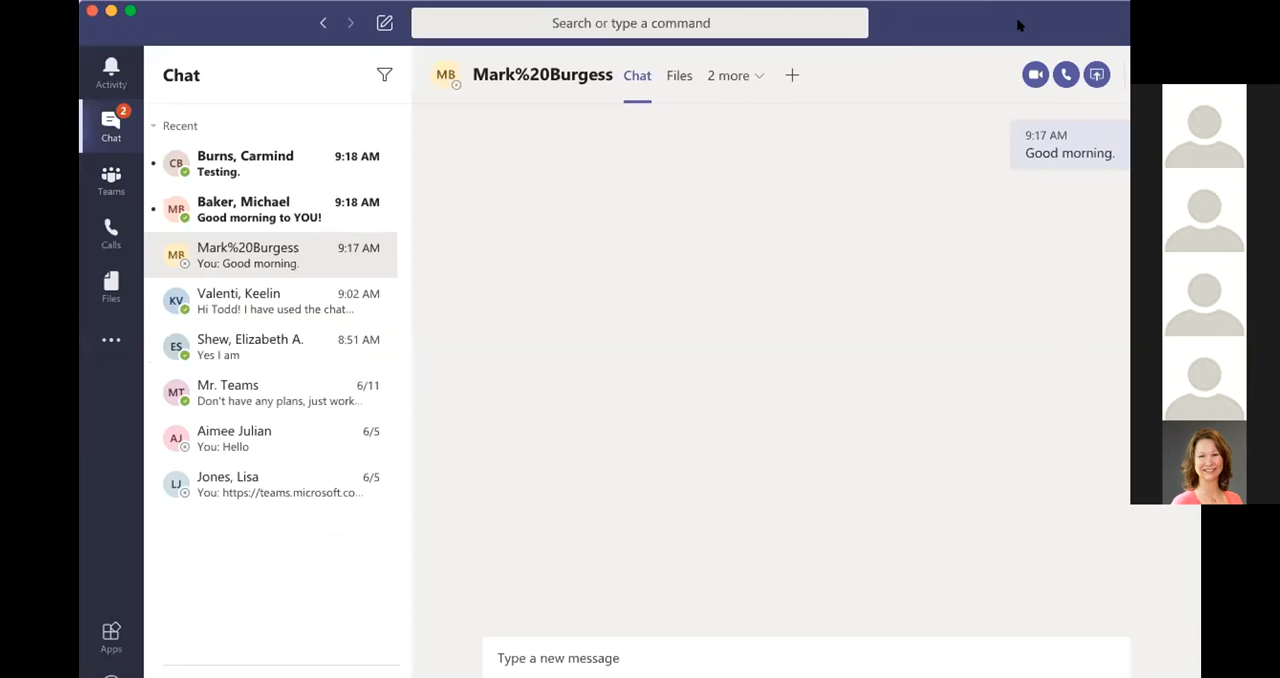 Search or type a command
Activity
2
Chat
Teams
Calls
Files
Apps
Chat
Recent
CB
Burns, Carmind 9:18 AM
Testing.
MB
Baker, Michael 9:18 AM
Good morning to YOU!
MB
Mark%20Burgess 9:17 AM
You: Good morning.
KV
Valenti, Keelin 9:02 AM
Hi Todd! I have used the chat...
ES
Shew, Elizabeth A. 8:51 AM
Yes I am
MT
Mr. Teams 6/11
Don't have any plans, just work...
AJ
Aimee Julian 6/5
You: Hello
LJ
Jones, Lisa 6/5
You: https://teams.microsoft.co...
MB Mark%20Burgess Chat Files 2 more
9:17 AM
Good morning.
Type a new message